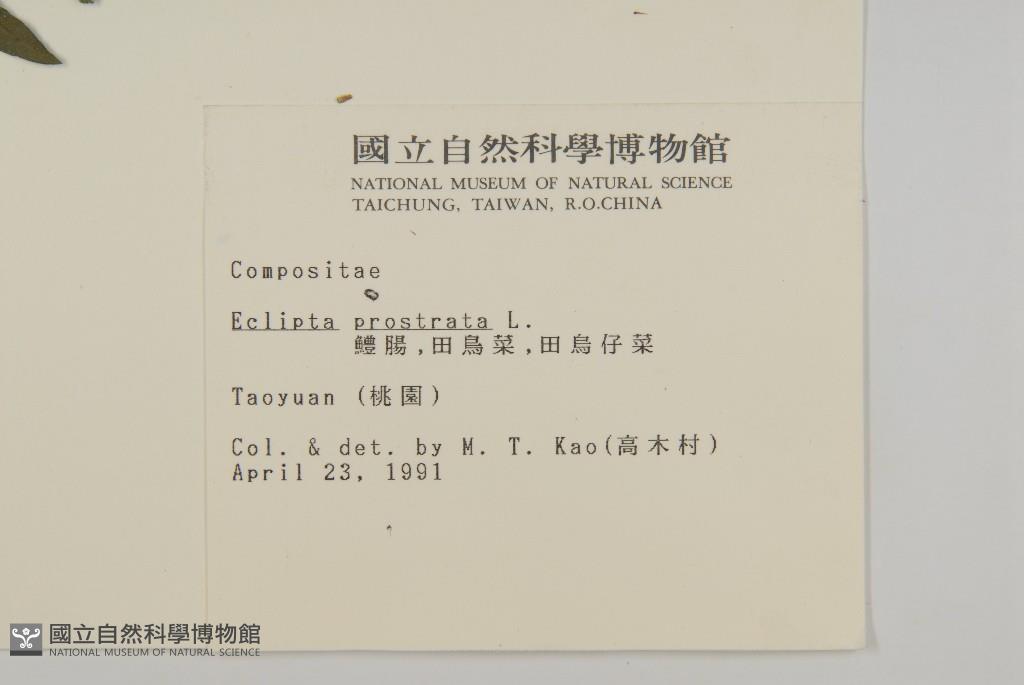 國立自然科學博物館
NATIONAL MUSEUM OF NATURAL SCIENCE
TAICHUNG, TAIWAN, R.O.CHINA
Compositae
Eclipta prostrata L.
鱧腸,田鳥菜,田烏仔菜
Taoyuan (桃園)
Col. & det. by M. T. Kao(高木村)
April 23, 1991
國立自然科學博物館
NATIONAL MUSEUM OF NATURAL SCIENCE